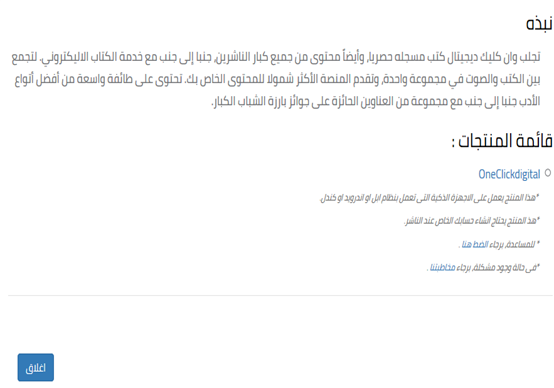 نبذه
تجلب وان كليك ديجيتال كتب مسجله حصريا، وأيضاً محتوى من جميع كبار الناشرين، جنبا إلى جنب مع خدمة الكتاب الاليكتروني. لتجمع
بين الكتب والصوت في مجموعة واحدة، وتقدم المنصة الأكثر شمولا للمحتوى الخاص بك. تحتوى على طائفة واسعة من أفضل أنواع
الأدب جنبا إلى جنب مع مجموعة من العناوين الحائزة على جوائز بارزة الشباب الكبار.
قائمة المنتجات :
OneClickdigital
*هذا المنتج يعمل على الاجهزة الذكية التى تعمل بنظام ابل او اندرويد او كندل.
*هذ المنتج يحتاج انشاء حسابك الخاص عند الناشر.
* للمساعدة, برجاء الضط هنا .
*فى حالة وجود مشكلة, برجاء مخاطبتنا .
اغلاق